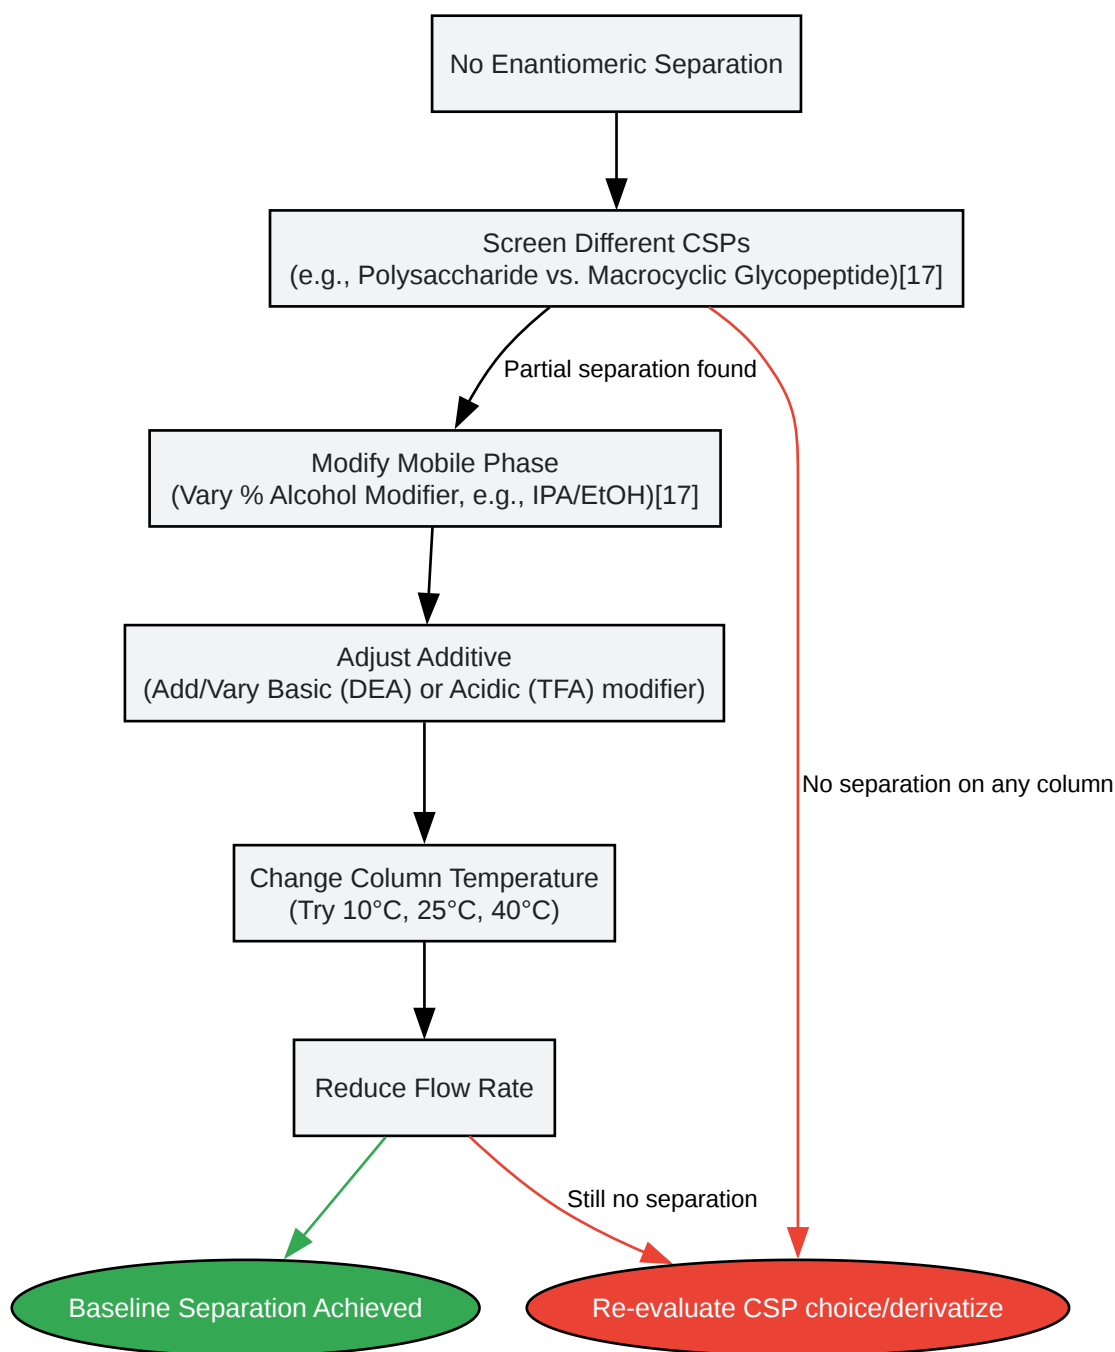 No Enantiomeric Separation
Screen Different CSPs
(e.g., Polysaccharide vs. Macrocyclic Glycopeptide)[17]
Partial separation found
Modify Mobile Phase
(Vary % Alcohol Modifier, e.g., IPA/EtOH)[17]
Adjust Additive
(Add/Vary Basic (DEA) or Acidic (TFA) modifier)
No separation on any column
Change Column Temperature
(Try 10°C, 25°C, 40°C)
Reduce Flow Rate
Still no separation
Baseline Separation Achieved
Re-evaluate CSP choice/derivatize